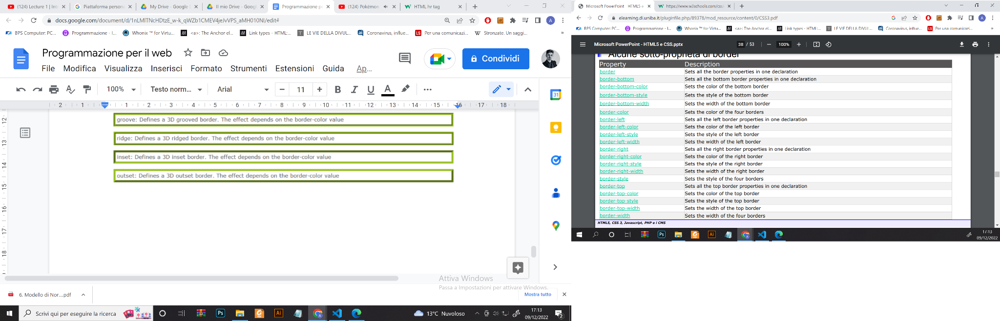 (124) Lecture 1 | Int
Piattaforma persona
My Drive - Google D
Il mio Drive - Googl
Programmazione pe
(124) Pokémon
HTML hr tag
docs.google.com/document/d/1nLMlTNcHDtzE_w-k_qWZb1CMEV4jeJvVPS_aMH010NI/edit#
BPS Computer: PC...
Programmazione - I...
Whonix ™ for Virtu...
<a>: The Anchor el...
Link types - HTML:...
LE VIE DELLA DIVUL...
Coronavirus, influe...
Per una comunicazi...
Stronzate. Un saggi...
»
Programmazione per il web
Condividi
File Modifica Visualizza Inserisci Formato Strumenti Estensioni Guida Ap...
100% Testo norm... Arial − 11 + B I U A
2 1 1 2 3 4 5 6 7 8 9 10 11 12 13 14 15 16 17 18
12
13
14
15
16
17
18
groove: Defines a 3D grooved border. The effect depends on the border-color value
ridge: Defines a 3D ridged border. The effect depends on the border-color value
inset: Defines a 3D inset border. The effect depends on the border-color value
outset: Defines a 3D outset border. The effect depends on the border-color value
31
Attiva Windows
Passa a Impostazioni per attivare Windows.
6. Modello di Nor....pdf
Mostra tutto
Scrivi qui per eseguire la ricerca
Ps
Ai
13°C Nuvoloso
17:13
09/12/2022
2
Microsoft PowerPoint - HTML5 e
https://www.w3schools.com/css/
elearning.di.uniba.it/pluginfile.php/89378/mod_resource/content/0/CSS3.pdf
BPS Computer: PC...
Programmazione - I...
Whonix ™ for Virtu...
<a>: The Anchor el...
Link types - HTML:...
LE VIE DELLA DIVUL...
Coronavirus, influe...
Per una comunicazi...
»
Microsoft PowerPoint - HTML5 e CSS.pptx
38 / 53
100%
Alcune sotto-proprietà di border
Property Description
border Sets all the border properties in one declaration
border-bottom Sets all the bottom border properties in one declaration
border-bottom-color Sets the color of the bottom border
border-bottom-style Sets the style of the bottom border
border-bottom-width Sets the width of the bottom border
border-color Sets the color of the four borders
border-left Sets all the left border properties in one declaration
border-left-color Sets the color of the left border
border-left-style Sets the style of the left border
border-left-width Sets the width of the left border
border-right Sets all the right border properties in one declaration
border-right-color Sets the color of the right border
border-right-style Sets the style of the right border
border-right-width Sets the width of the right border
border-style Sets the style of the four borders
border-top Sets all the top border properties in one declaration
border-top-color Sets the color of the top border
border-top-style Sets the style of the top border
border-top-width Sets the width of the top border
border-width Sets the width of the four borders
HTML5, CSS 3, Javascript, PHP e i CMS
Ps
Ai
17:13
09/12/2022